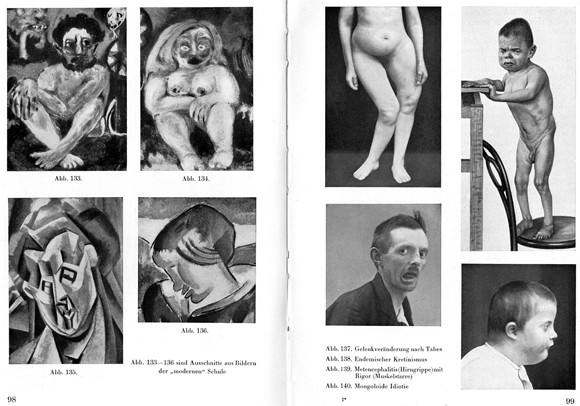 Abb. 133.
Abb. 134.
Abb. 135.
Abb. 136.
Abb. 133—136 sind Ausschnitte aus Bildern
der „modernen“ Schule
98
Abb. 137. Gelenkveränderung nach Tabes
Abb. 138. Endemischer Kretinismus
Abb. 139. Metencephalitis(Hirngrippe)mit
Rigor (Muskelstarre)
Abb. 140. Mongoloide Idiotie
7*
99